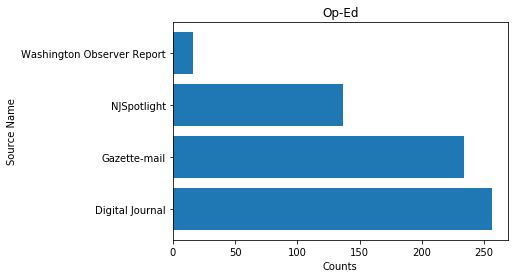 Op-Ed
Washington Observer Report
NJSpotlight
Gazette-mail
Digital Journal
Source Name
0 50 100 150 200 250
Counts